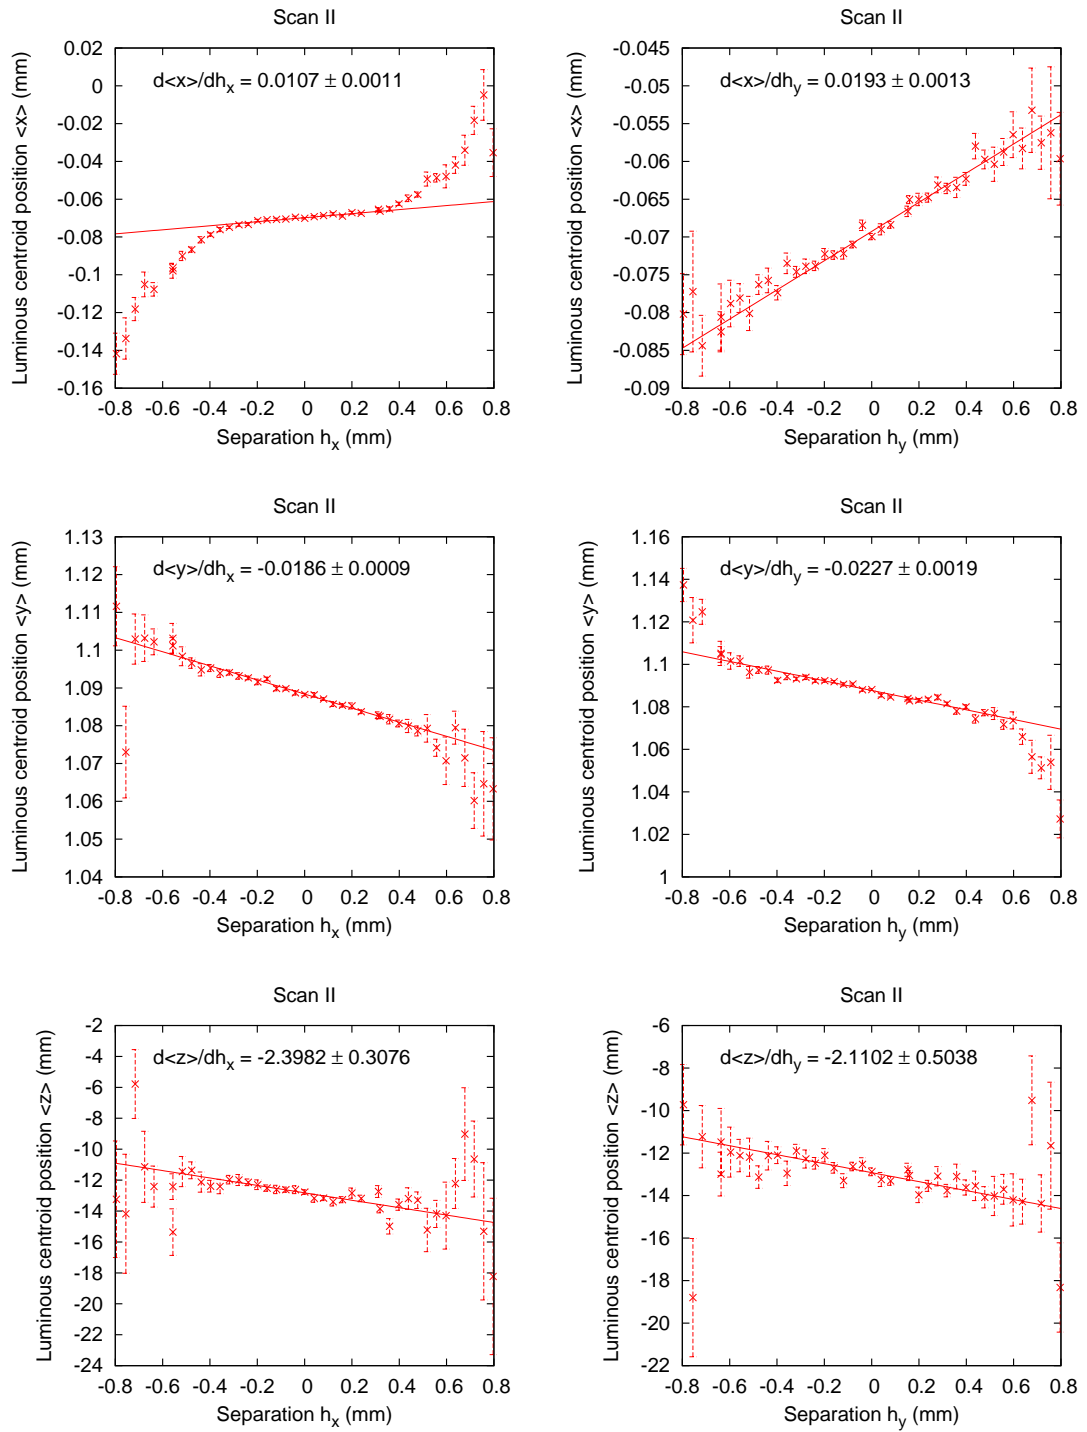 Scan II
d<x>/dh_x = 0.0107 ± 0.0011
Luminous centroid position <x> (mm)
0.02
0
-0.02
-0.04
-0.06
-0.08
-0.1
-0.12
-0.14
-0.16
-0.8 -0.6 -0.4 -0.2 0 0.2 0.4 0.6 0.8
Separation h_x (mm)
Scan II
d<x>/dh_y = 0.0193 ± 0.0013
Luminous centroid position <x> (mm)
-0.045
-0.05
-0.055
-0.06
-0.065
-0.07
-0.075
-0.08
-0.085
-0.09
-0.8 -0.6 -0.4 -0.2 0 0.2 0.4 0.6 0.8
Separation h_y (mm)
Scan II
d<y>/dh_x = -0.0186 ± 0.0009
Luminous centroid position <y> (mm)
1.13
1.12
1.11
1.1
1.09
1.08
1.07
1.06
1.05
1.04
-0.8 -0.6 -0.4 -0.2 0 0.2 0.4 0.6 0.8
Separation h_x (mm)
Scan II
d<y>/dh_y = -0.0227 ± 0.0019
Luminous centroid position <y> (mm)
1.16
1.14
1.12
1.1
1.08
1.06
1.04
1.02
1
-0.8 -0.6 -0.4 -0.2 0 0.2 0.4 0.6 0.8
Separation h_y (mm)
Scan II
d<z>/dh_x = -2.3982 ± 0.3076
Luminous centroid position <z> (mm)
-2
-4
-6
-8
-10
-12
-14
-16
-18
-20
-22
-24
-0.8 -0.6 -0.4 -0.2 0 0.2 0.4 0.6 0.8
Separation h_x (mm)
Scan II
d<z>/dh_y = -2.1102 ± 0.5038
Luminous centroid position <z> (mm)
-6
-8
-10
-12
-14
-16
-18
-20
-22
-0.8 -0.6 -0.4 -0.2 0 0.2 0.4 0.6 0.8
Separation h_y (mm)